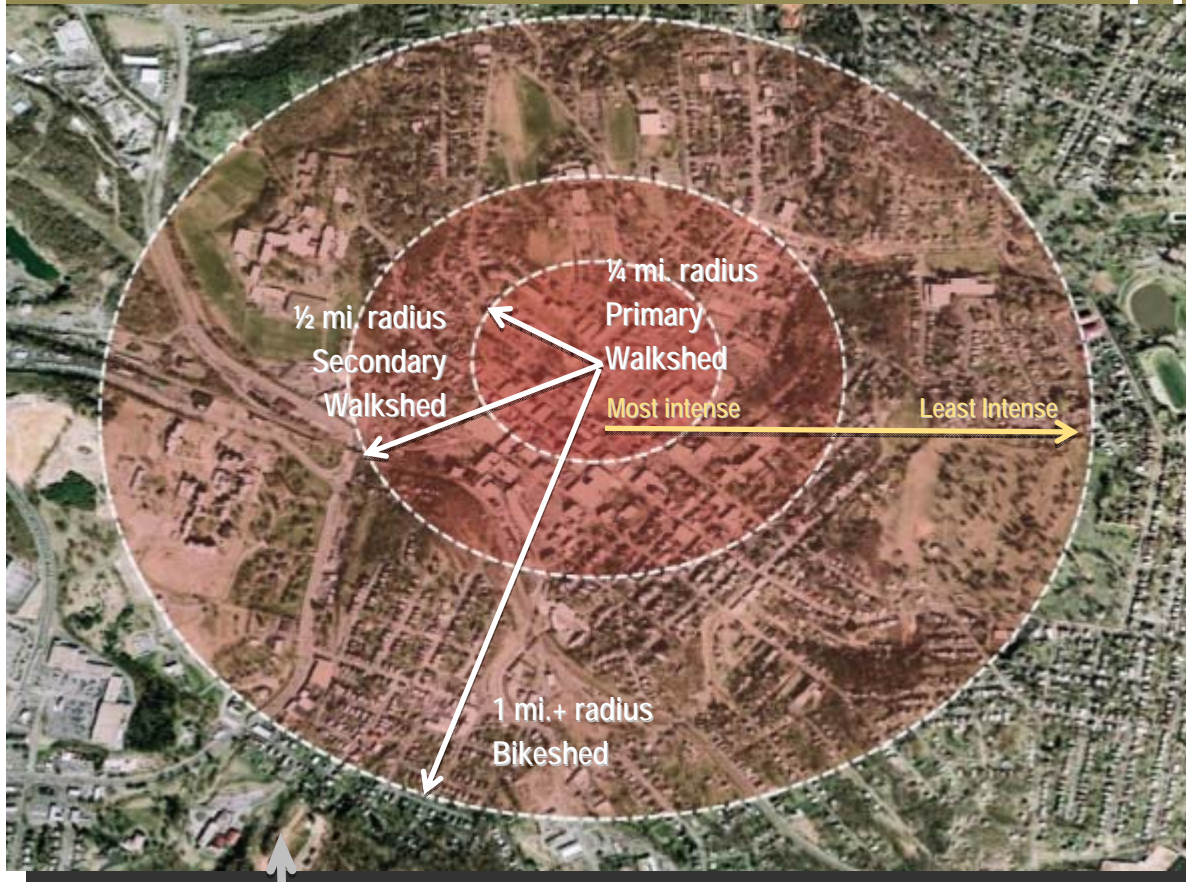 ¼ mi. radius
Primary
Walkshed
½ mi. radius
Secondary
Walkshed
Most intense
Least Intense
1 mi.+ radius
Bikeshed